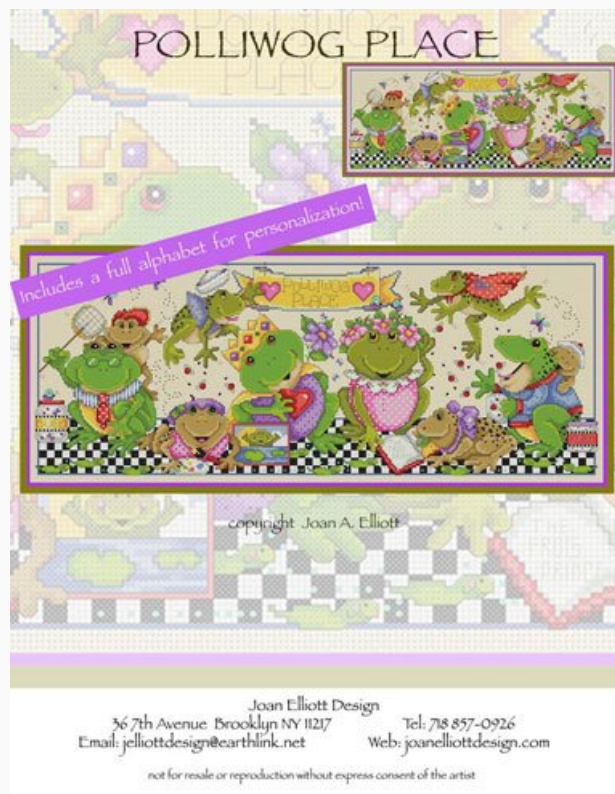 POLLIWOG PLACE
Includes a full alphabet for personalization!
POLLIWOG
PLACE
copyright Joan A. Elliott
Joan Elliott Design
36 7th Avenue Brooklyn NY 11217 Tel: 718 857-0926
Email: jelliottdesign@earthlink.net Web: joanelliottdesign.com
not for resale or reproduction without express consent of the artist